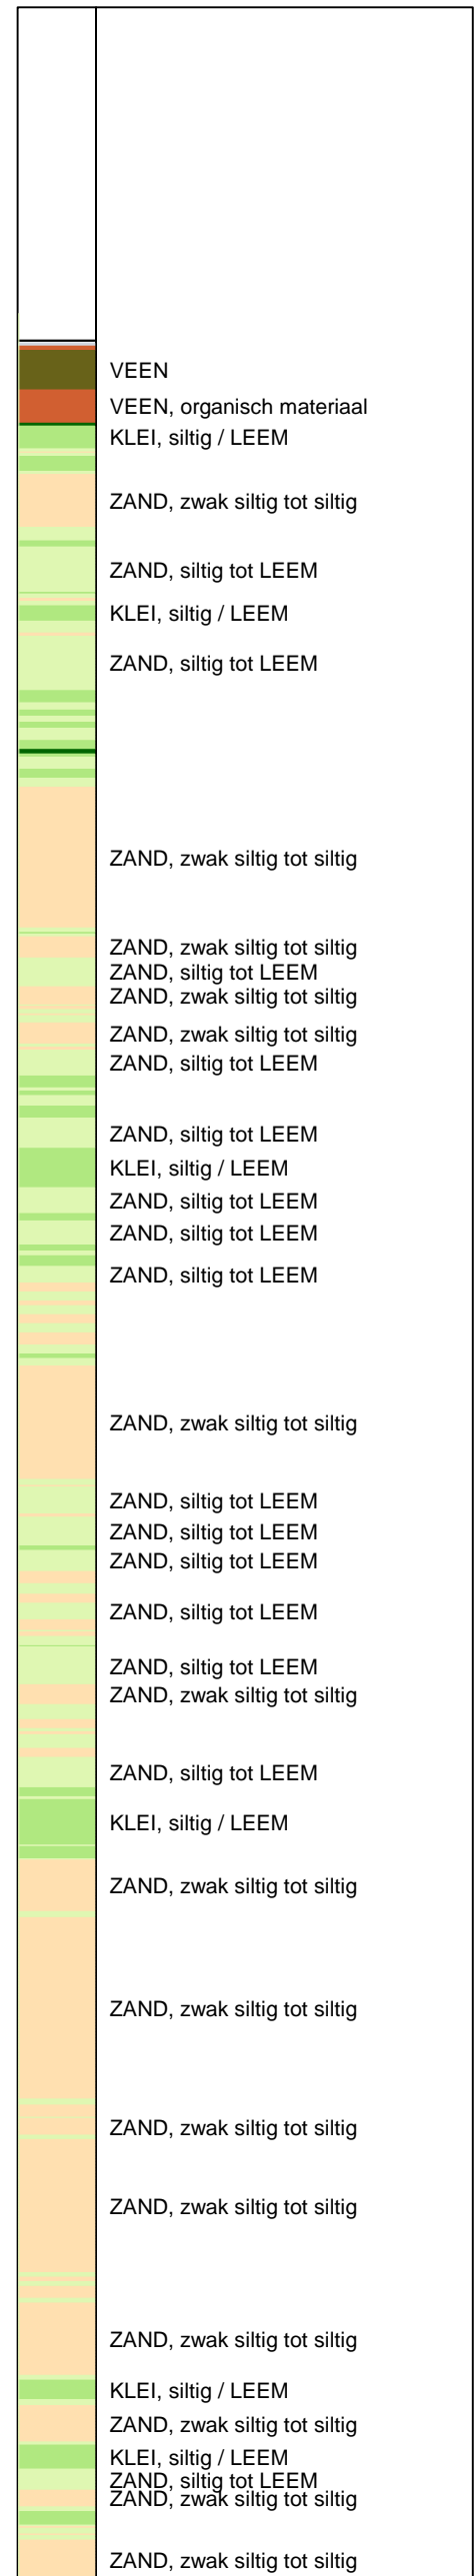 VEEN
VEEN, organisch materiaal
KLEI, siltig / LEEM
ZAND, zwak siltig tot siltig
ZAND, siltig tot LEEM
KLEI, siltig / LEEM
ZAND, siltig tot LEEM
ZAND, zwak siltig tot siltig
ZAND, zwak siltig tot siltig
ZAND, siltig tot LEEM
ZAND, zwak siltig tot siltig
ZAND, zwak siltig tot siltig
ZAND, siltig tot LEEM
ZAND, siltig tot LEEM
KLEI, siltig / LEEM
ZAND, siltig tot LEEM
ZAND, siltig tot LEEM
ZAND, siltig tot LEEM
ZAND, zwak siltig tot siltig
ZAND, siltig tot LEEM
ZAND, siltig tot LEEM
ZAND, siltig tot LEEM
ZAND, siltig tot LEEM
ZAND, siltig tot LEEM
ZAND, zwak siltig tot siltig
ZAND, siltig tot LEEM
KLEI, siltig / LEEM
ZAND, zwak siltig tot siltig
ZAND, zwak siltig tot siltig
ZAND, zwak siltig tot siltig
ZAND, zwak siltig tot siltig
ZAND, zwak siltig tot siltig
KLEI, siltig / LEEM
ZAND, zwak siltig tot siltig
KLEI, siltig / LEEM
ZAND, siltig tot LEEM
ZAND, zwak siltig tot siltig
ZAND, zwak siltig tot siltig